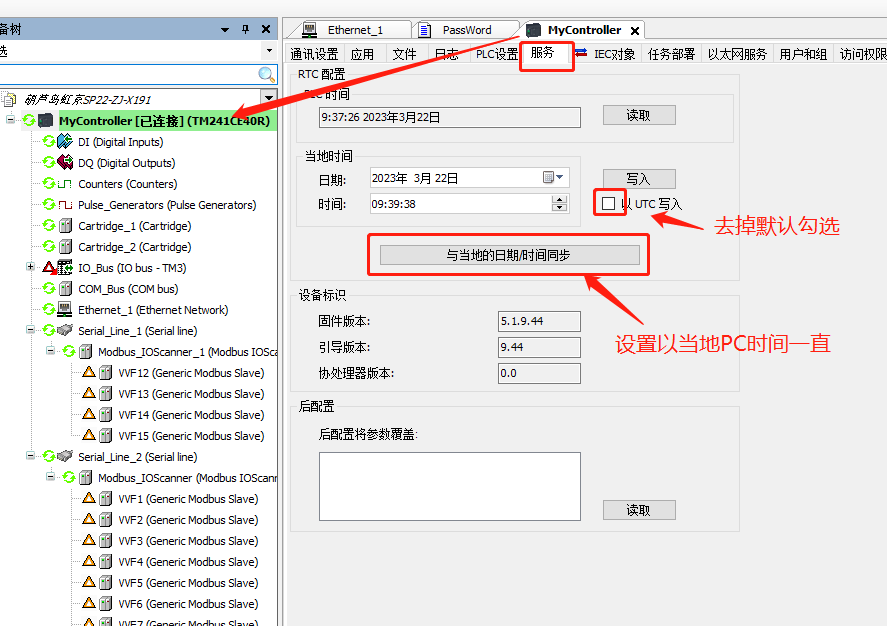 备树
选
葫芦岛虹京SP22-ZJ-X191
MyController [已连接] (TM241CE40R)
DI (Digital Inputs)
DQ (Digital Outputs)
Counters (Counters)
Pulse_Generators (Pulse Generators)
Cartridge_1 (Cartridge)
Cartridge_2 (Cartridge)
IO_Bus (IO bus - TM3)
COM_Bus (COM bus)
Ethernet_1 (Ethernet Network)
Serial_Line_1 (Serial line)
Modbus_IOScanner_1 (Modbus IOSca
VVF12 (Generic Modbus Slave)
VVF13 (Generic Modbus Slave)
VVF14 (Generic Modbus Slave)
VVF15 (Generic Modbus Slave)
Serial_Line_2 (Serial line)
Modbus_IOScanner (Modbus IOScanr
VVF1 (Generic Modbus Slave)
VVF2 (Generic Modbus Slave)
VVF3 (Generic Modbus Slave)
VVF4 (Generic Modbus Slave)
VVF5 (Generic Modbus Slave)
VVF6 (Generic Modbus Slave)
VVF7 (Generic Modbus Slave)
Ethernet_1 PassWord MyController
通讯设置 应用 文件 日志 PLC设置 服务 IEC对象 任务部署 以太网服务 用户和组 访问权限
RTC 配置
PLC 时间
9:37:26 2023年3月22日 读取
当地时间
日期: 2023年 3月 22日 写入
时间: 09:39:38 以 UTC 写入
去掉默认勾选
与当地的日期/时间同步
设备标识
固件版本: 5.1.9.44
设置以当地PC时间一直
引导版本: 9.44
协处理器版本: 0.0
后配置
后配置将参数覆盖:
读取